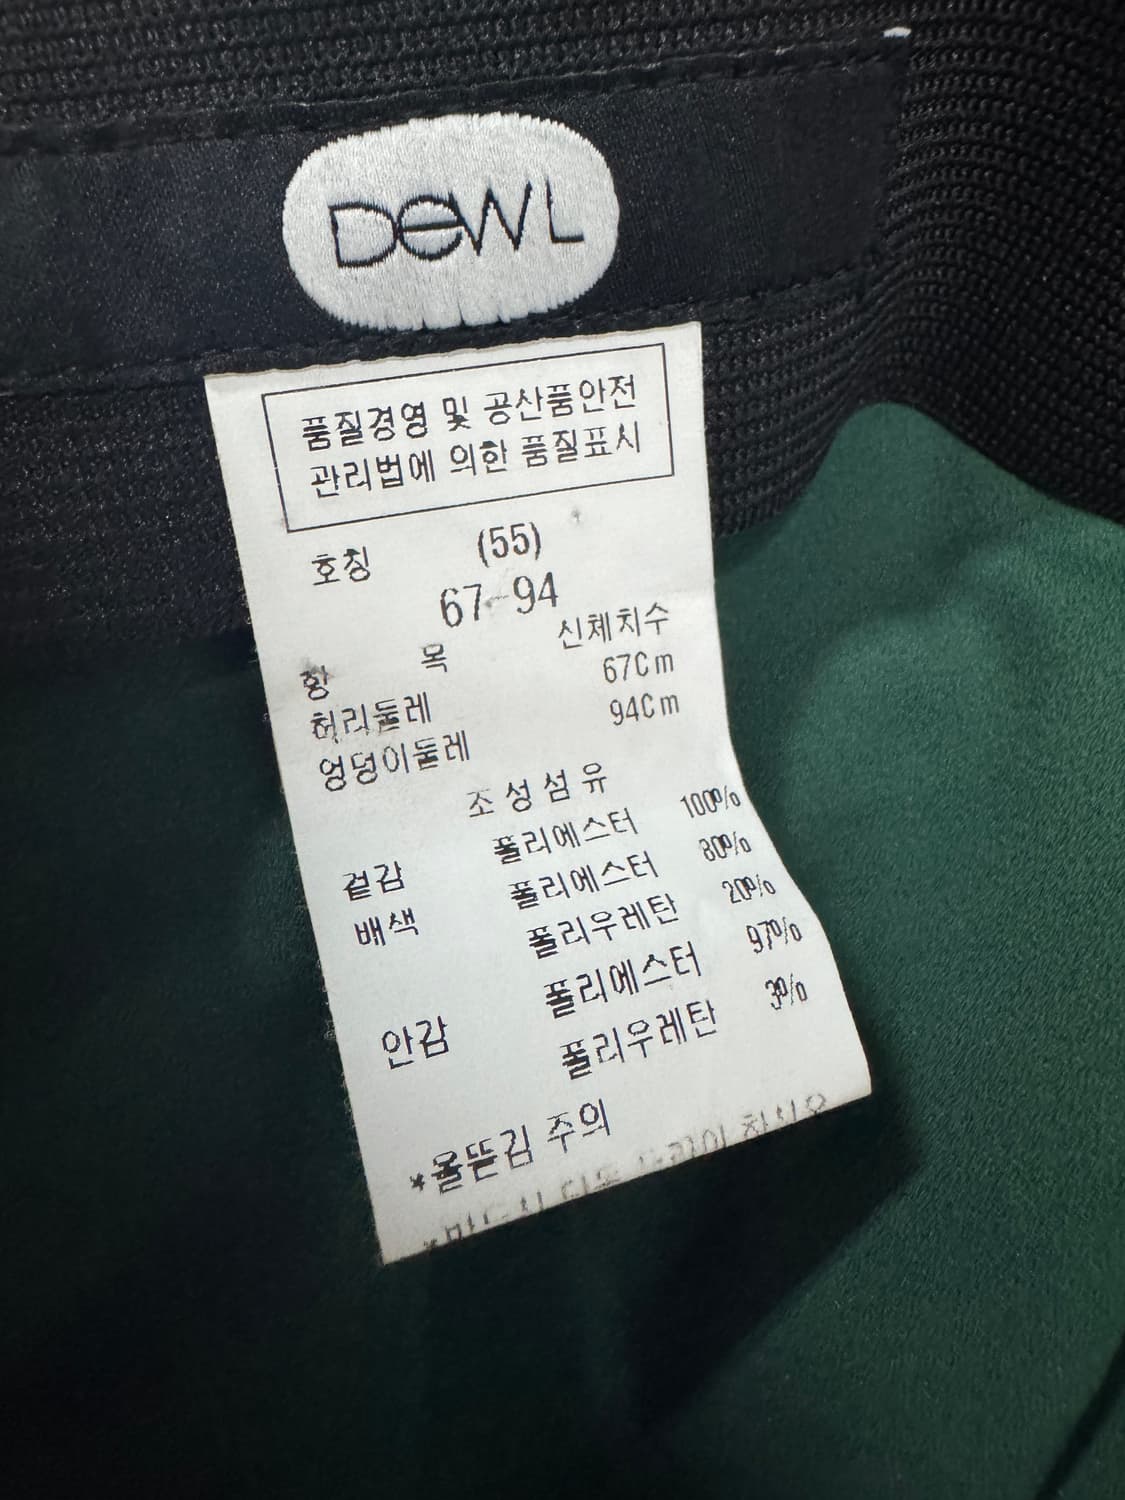 DeWL
품질경영 및 공산품안전
관리법에 의한 품질표시
호칭 (55)
67-94
항 목 신체치수
허리둘레 67Cm
엉덩이둘레 94Cm
조성섬유
겉감 폴리에스터 100%
배색 폴리에스터 80%
폴리우레탄 20%
안감 폴리에스터 97%
폴리우레탄 3%
*올뜯김 주의